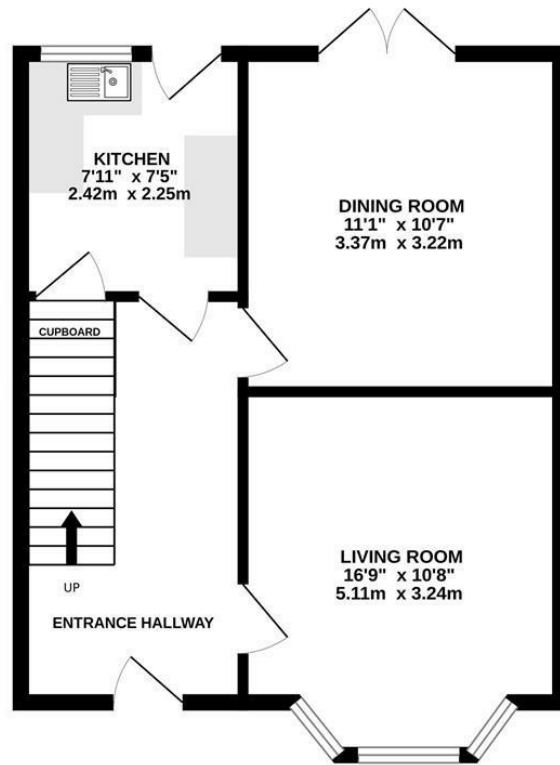 KITCHEN
7'11" x 7'5"
2.42m x 2.25m
DINING ROOM
11'1" x 10'7"
3.37m x 3.22m
CUPBOARD
LIVING ROOM
16'9" x 10'8"
5.11m x 3.24m
UP
ENTRANCE HALLWAY